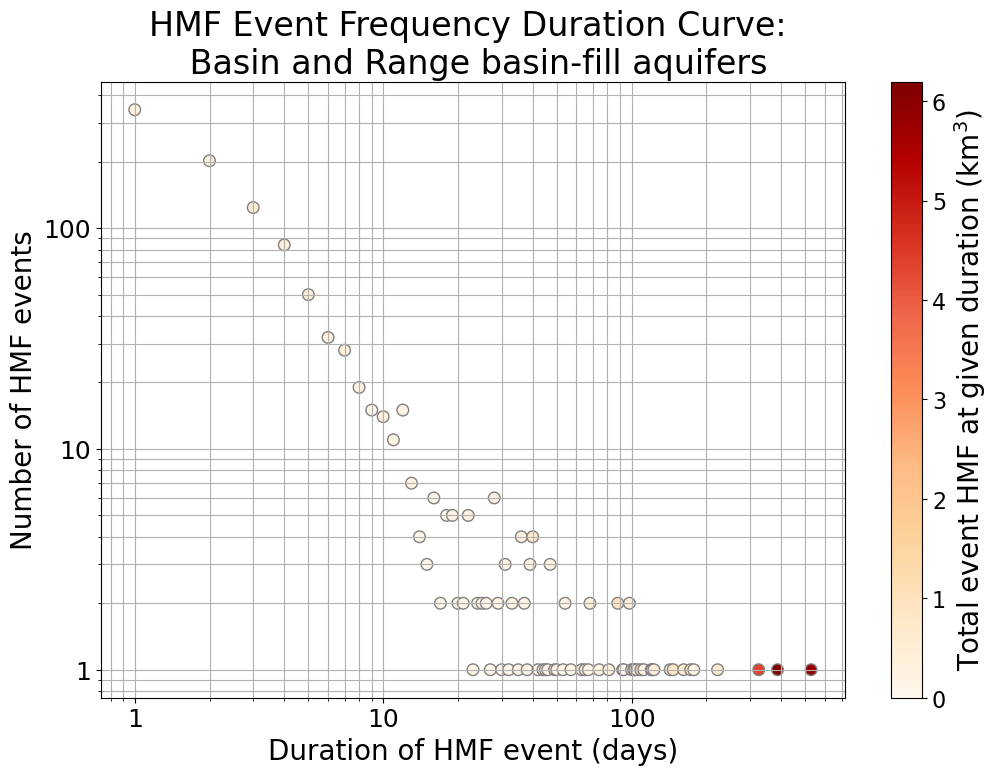 HMF Event Frequency Duration Curve:
Basin and Range basin-fill aquifers
Number of HMF events
100
10
1
1
10
100
Duration of HMF event (days)
6
5
4
3
2
1
0
Total event HMF at given duration (km³)